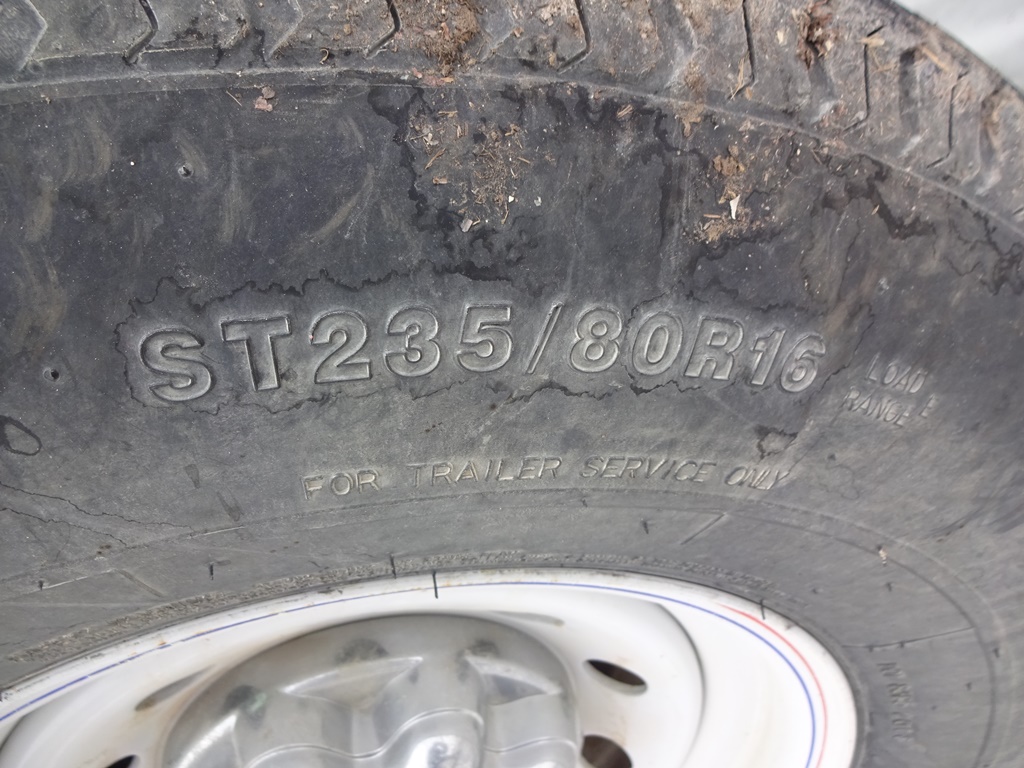 ST235/80R16
LOAD
RANGE E
FOR TRAILER SERVICE ONLY